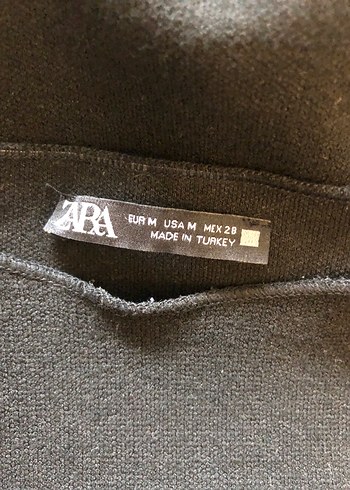 ZARA
EUR M USA M MEX 28
MADE IN TURKEY